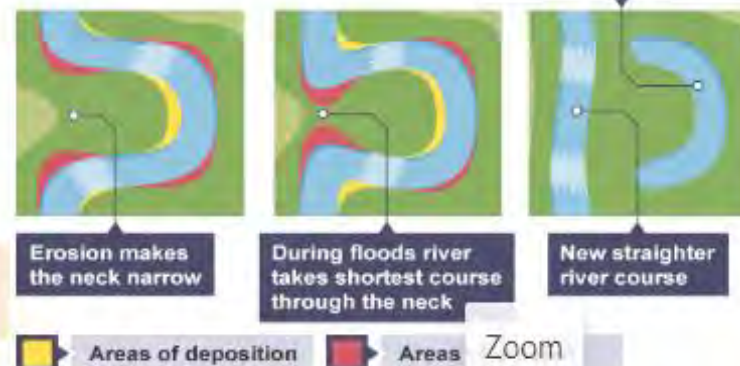 Erosion makes
the neck narrow
During floods river
takes shortest course
through the neck
New straighter
river course
Areas of deposition
Areas
Zoom